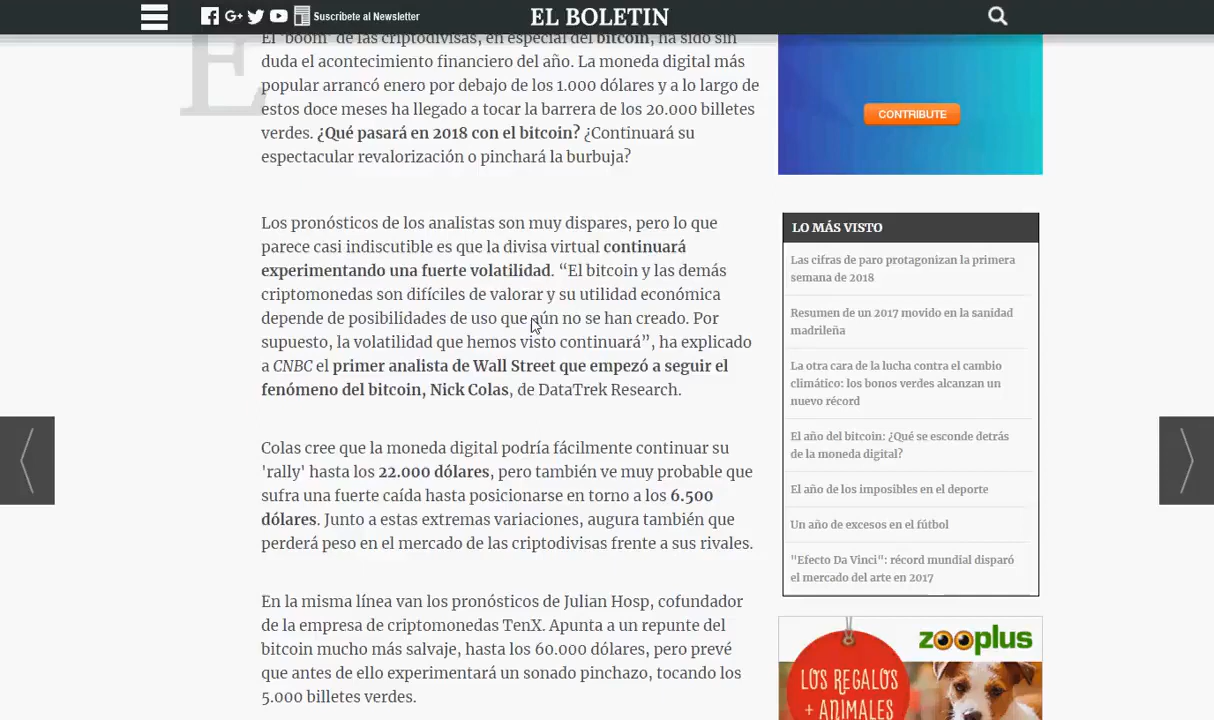 Suscríbete al Newsletter
EL BOLETIN
E
El 'boom' de las criptodivisas, en especial del bitcoin, ha sido sin
duda el acontecimiento financiero del año. La moneda digital más
popular arrancó enero por debajo de los 1.000 dólares y a lo largo de
estos doce meses ha llegado a tocar la barrera de los 20.000 billetes
verdes. ¿Qué pasará en 2018 con el bitcoin? ¿Continuará su
espectacular revalorización o pinchará la burbuja?
Los pronósticos de los analistas son muy dispares, pero lo que
parece casi indiscutible es que la divisa virtual continuará
experimentando una fuerte volatilidad. “El bitcoin y las demás
criptomonedas son difíciles de valorar y su utilidad económica
depende de posibilidades de uso que aún no se han creado. Por
supuesto, la volatilidad que hemos visto continuará”, ha explicado
a CNBC el primer analista de Wall Street que empezó a seguir el
fenómeno del bitcoin, Nick Colas, de DataTrek Research.
Colas cree que la moneda digital podría fácilmente continuar su
'rally' hasta los 22.000 dólares, pero también ve muy probable que
sufra una fuerte caída hasta posicionarse en torno a los 6.500
dólares. Junto a estas extremas variaciones, augura también que
perderá peso en el mercado de las criptodivisas frente a sus rivales.
En la misma línea van los pronósticos de Julian Hosp, cofundador
de la empresa de criptomonedas TenX. Apunta a un repunte del
bitcoin mucho más salvaje, hasta los 60.000 dólares, pero prevé
que antes de ello experimentará un sonado pinchazo, tocando los
5.000 billetes verdes.
CONTRIBUTE
LO MÁS VISTO
Las cifras de paro protagonizan la primera
semana de 2018
Resumen de un 2017 movido en la sanidad
madrileña
La otra cara de la lucha contra el cambio
climático: los bonos verdes alcanzan un
nuevo récord
El año del bitcoin: ¿Qué se esconde detrás
de la moneda digital?
El año de los imposibles en el deporte
Un año de excesos en el fútbol
"Efecto Da Vinci": récord mundial disparó
el mercado del arte en 2017
zooplus
LOS REGALOS
+ ANIMALES